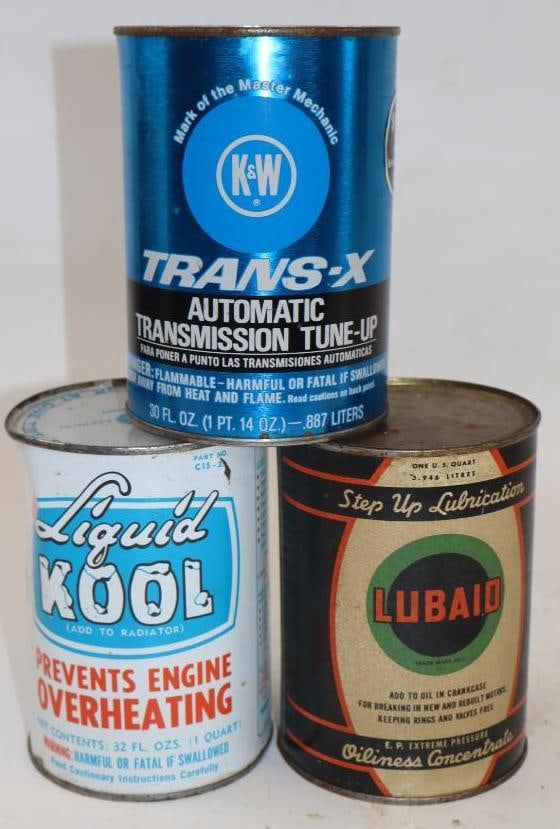 Mark of the Master Mechanic
K&W
®
TRANS-X
AUTOMATIC
TRANSMISSION TUNE-UP
PARA PONER A PUNTO LAS TRANSMISIONES AUTOMATICAS
FLAMMABLE-HARMFUL OR FATAL IF SWALLOWED
AWAY FROM HEAT AND FLAME. Read cautions on back panel.
30 FL. OZ. (1 PT. 14 OZ.)-.887 LITERS
PART NO.
C15-
Liquid
KOOL
(ADD TO RADIATOR)
PREVENTS ENGINE
OVERHEATING
NET CONTENTS: 32 FL. OZS. (1 QUART)
WARNING: HARMFUL OR FATAL IF SWALLOWED
Read Cautionary Instructions Carefully
ONE U.S. QUART
0.946 LITRES
Step Up Lubrication
LUBAID
TRADE MARK REG.
ADD TO OIL IN CRANKCASE
FOR BREAKING IN NEW AND REBUILT MOTORS.
KEEPING RINGS AND VALVES FREE
E.P. EXTREME PRESSURE
Oiliness Concentrate